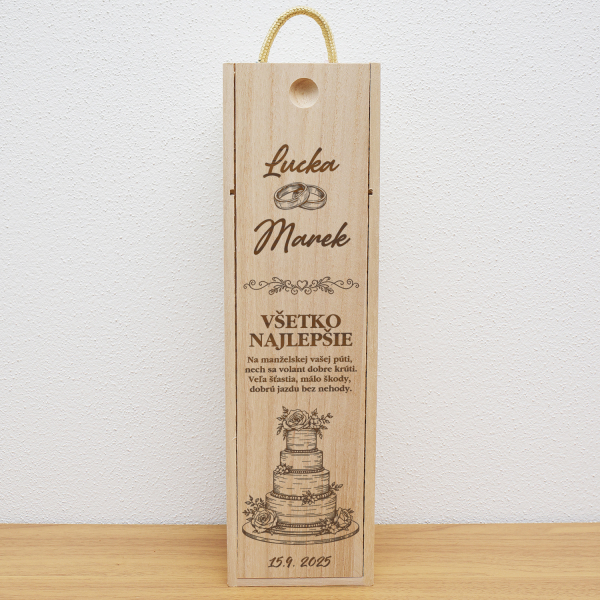 Lucka
Marek
VŠETKO
NAJLEPŠIE
Na manželskej vašej púti,
nech sa volant dobre krúti.
Veľa šťastia, málo škody,
dobrú jazdu bez nehody.
15.9. 2025